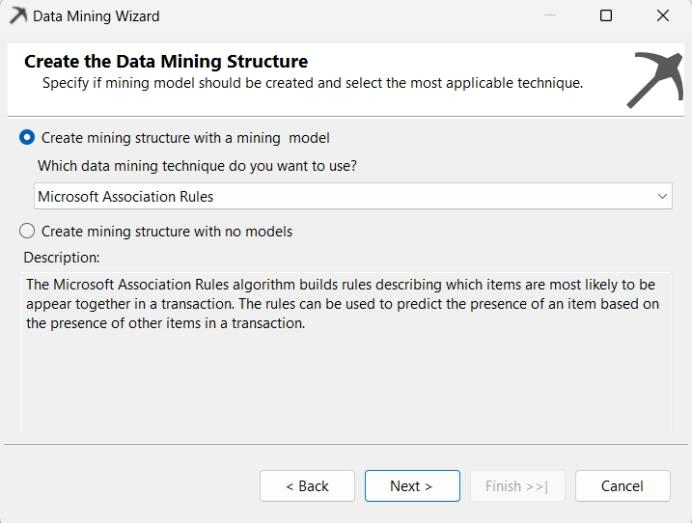 Data Mining Wizard
Create the Data Mining Structure
Specify if mining model should be created and select the most applicable technique.
Create mining structure with a mining  model
Which data mining technique do you want to use?
Microsoft Association Rules
Create mining structure with no models
Description:
The Microsoft Association Rules algorithm builds rules describing which items are most likely to be
appear together in a transaction. The rules can be used to predict the presence of an item based on
the presence of other items in a transaction.
< Back
Next >
Finish >>|
Cancel